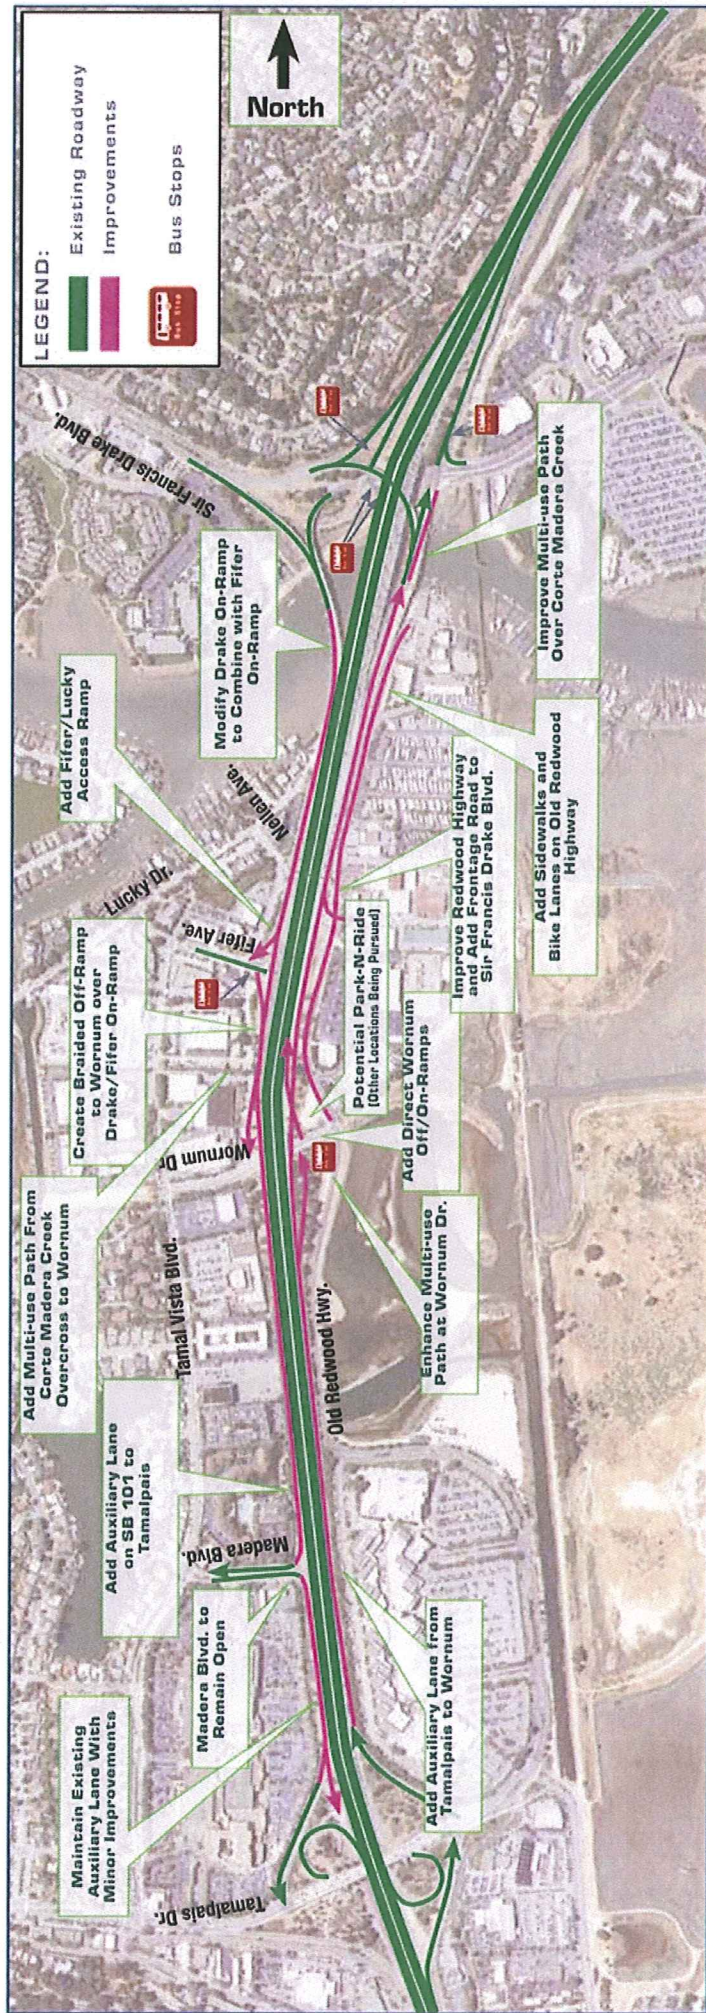 LEGEND:
Existing Roadway
Improvements
Bus Stop
Bus Stops
North
Maintain Existing
Auxiliary Lane With
Minor Improvements
Madera Blvd. to
Remain Open
Add Auxiliary Lane
on SB 101 to
Tamalpais
Add Multi-use Path From
Corte Madera Creek
Overcross to Wornum
Create Braided Off-Ramp
to Wornum over
Drake/Fifer On-Ramp
Add Fifer/Lucky
Access Ramp
Modify Drake On-Ramp
to Combine with Fifer
On-Ramp
Tamalpais Dr.
Madera Blvd.
Tamal Vista Blvd.
Wornum Dr
Fifer Ave.
Lucky Dr.
Nellen Ave.
Sir Francis Drake Blvd.
Old Redwood Hwy.
Add Auxiliary Lane from
Tamalpais to Wornum
Enhance Multi-use
Path at Wornum Dr.
Add Direct Wornum
Off/On-Ramps
Potential Park-N-Ride
(Other Locations Being Pursued)
Improve Redwood Highway
and Add Frontage Road to
Sir Francis Drake Blvd.
Add Sidewalks and
Bike Lanes on Old Redwood
Highway
Improve Multi-use Path
Over Corte Madera Creek